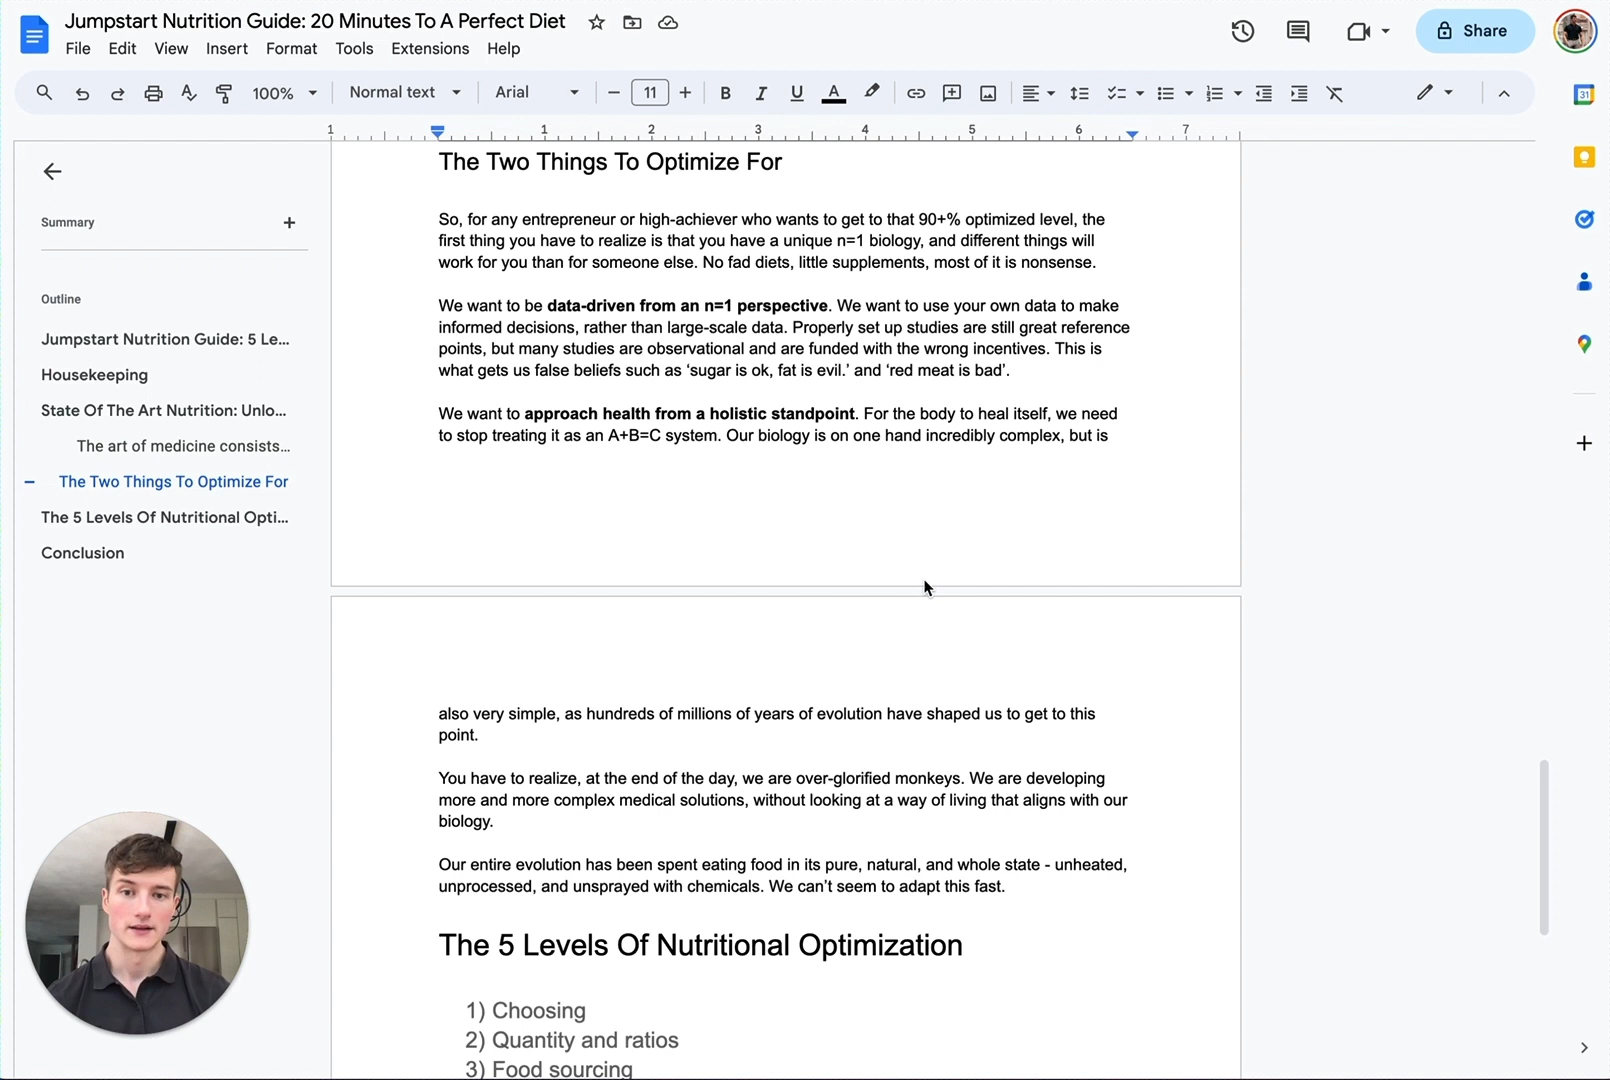 Jumpstart Nutrition Guide: 20 Minutes To A Perfect Diet
File Edit View Insert Format Tools Extensions Help
Share
100% Normal text Arial 11
1 1 2 3 4 5 6 7
31
Summary
Outline
Jumpstart Nutrition Guide: 5 Le...
Housekeeping
State Of The Art Nutrition: Unlo...
The art of medicine consists...
The Two Things To Optimize For
The 5 Levels Of Nutritional Opti...
Conclusion
The Two Things To Optimize For
So, for any entrepreneur or high-achiever who wants to get to that 90+% optimized level, the
first thing you have to realize is that you have a unique n=1 biology, and different things will
work for you than for someone else. No fad diets, little supplements, most of it is nonsense.
We want to be data-driven from an n=1 perspective. We want to use your own data to make
informed decisions, rather than large-scale data. Properly set up studies are still great reference
points, but many studies are observational and are funded with the wrong incentives. This is
what gets us false beliefs such as ‘sugar is ok, fat is evil.’ and ‘red meat is bad’.
We want to approach health from a holistic standpoint. For the body to heal itself, we need
to stop treating it as an A+B=C system. Our biology is on one hand incredibly complex, but is
also very simple, as hundreds of millions of years of evolution have shaped us to get to this
point.
You have to realize, at the end of the day, we are over-glorified monkeys. We are developing
more and more complex medical solutions, without looking at a way of living that aligns with our
biology.
Our entire evolution has been spent eating food in its pure, natural, and whole state - unheated,
unprocessed, and unsprayed with chemicals. We can’t seem to adapt this fast.
The 5 Levels Of Nutritional Optimization
1) Choosing
2) Quantity and ratios
3) Food sourcing